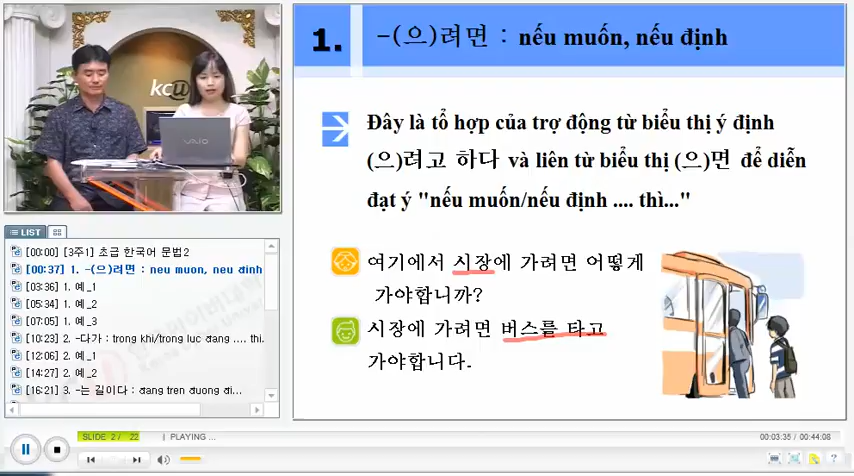 kcu
VAIO
1. -(으)려면 : nếu muốn, nếu định
Đây là tổ hợp của trợ động từ biểu thị ý định
(으)려고 하다 và liên từ biểu thị (으)면 để diễn
đạt ý "nếu muốn/nếu định .... thì..."
여기에서 시장에 가려면 어떻게
가야합니까?
시장에 가려면 버스를 타고
가야합니다.
LIST
[00:00] [3주1] 초급 한국어 문법2
[00:37] 1. -(으)려면 : neu muon, neu dinh
[03:36] 1. 예_1
[05:34] 1. 예_2
[07:05] 1. 예_3
[10:23] 2. -다가 : trong khi/trong luc dang .... thi...
[12:06] 2. 예_1
[14:27] 2. 예_2
[16:21] 3. -는 길이다 : dang tren duong di...
SLIDE 2 / 22
PLAYING ...
00:03:35 / 00:44:08